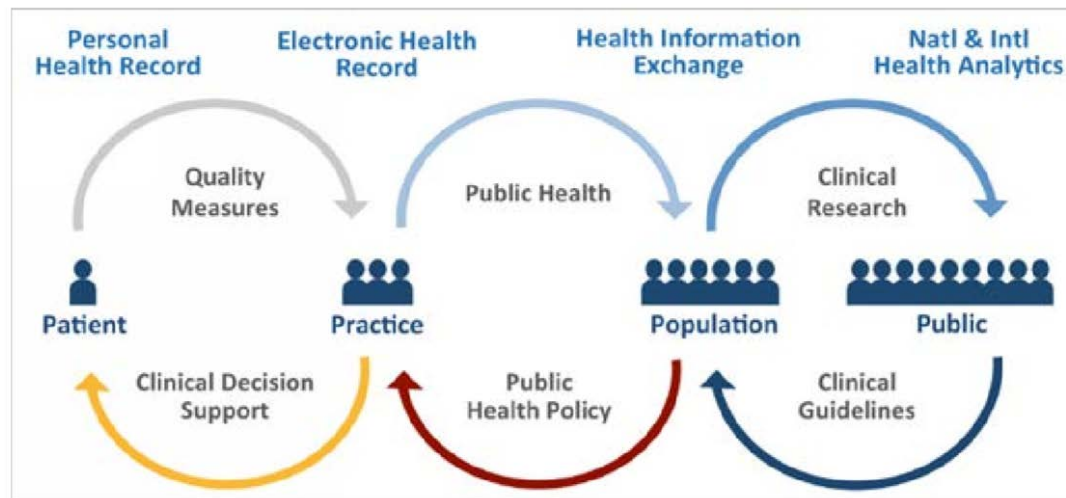 Personal
Health Record
Electronic Health
Record
Health Information
Exchange
Natl & Intl
Health Analytics
Quality
Measures
Public Health
Clinical
Research
Patient
Practice
Population
Public
Clinical Decision
Support
Public
Health Policy
Clinical
Guidelines